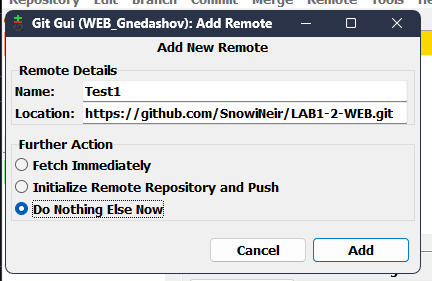 Repository Edit Branch Commit Merge Remote Tools
Git Gui (WEB_Gnedashov): Add Remote
Add New Remote
Remote Details
Name: Test1
Location: https://github.com/SnowiNeir/LAB1-2-WEB.git
Further Action
Fetch Immediately
Initialize Remote Repository and Push
Do Nothing Else Now
Cancel Add